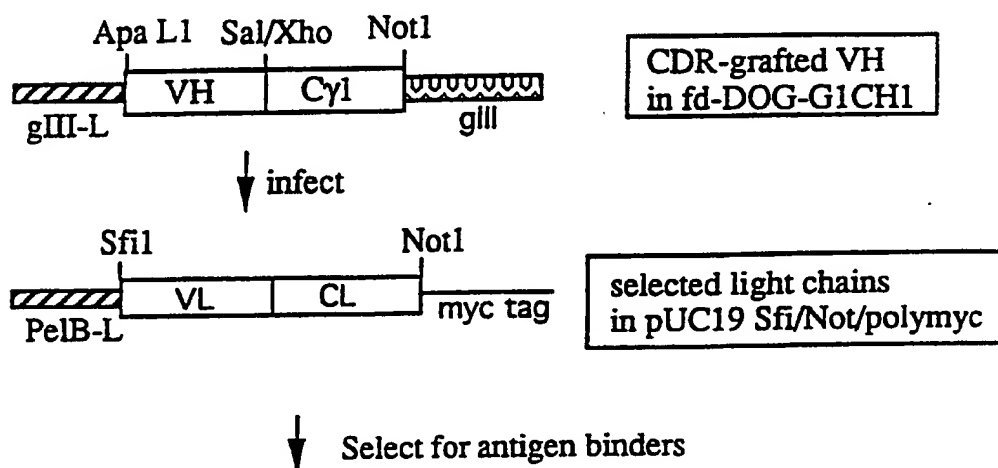 Apa L1 Sal/Xho Not1
VH Cγ1
gIII-L gIII
CDR-grafted VH
in fd-DOG-G1CH1
infect
Sfi1 Not1
VL CL
PelB-L myc tag
selected light chains
in pUC19 Sfi/Not/polymyc
Select for antigen binders